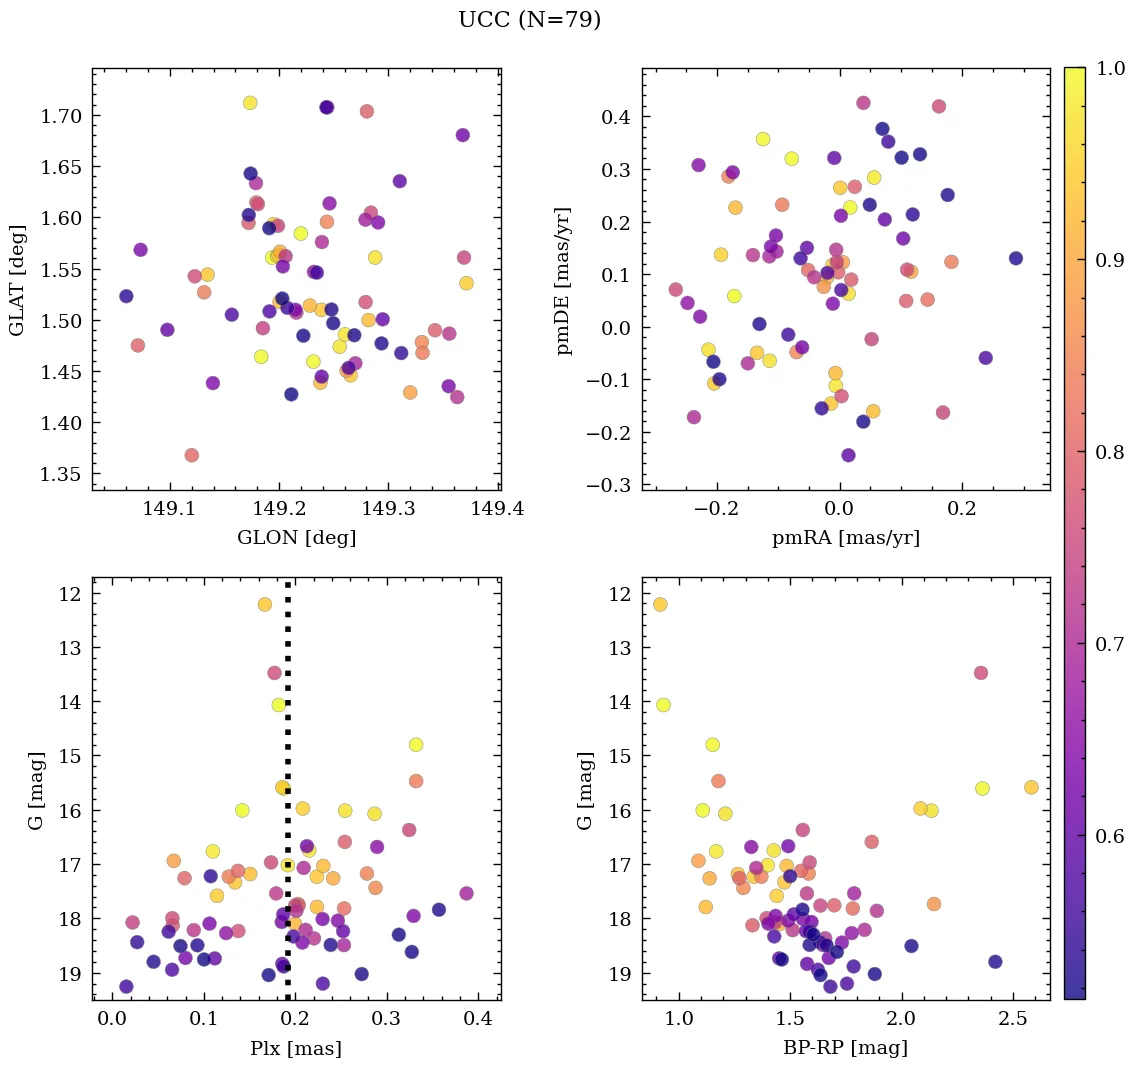 UCC (N=79)
1.70
1.65
1.60
1.55
1.50
1.45
1.40
1.35
GLAT [deg]
149.1 149.2 149.3 149.4
GLON [deg]
0.4
0.3
0.2
0.1
0.0
−0.1
−0.2
−0.3
pmDE [mas/yr]
−0.2 0.0 0.2
pmRA [mas/yr]
12
13
14
15
16
17
18
19
G [mag]
0.0 0.1 0.2 0.3 0.4
Plx [mas]
12
13
14
15
16
17
18
19
G [mag]
1.0 1.5 2.0 2.5
BP-RP [mag]
1.0
0.9
0.8
0.7
0.6